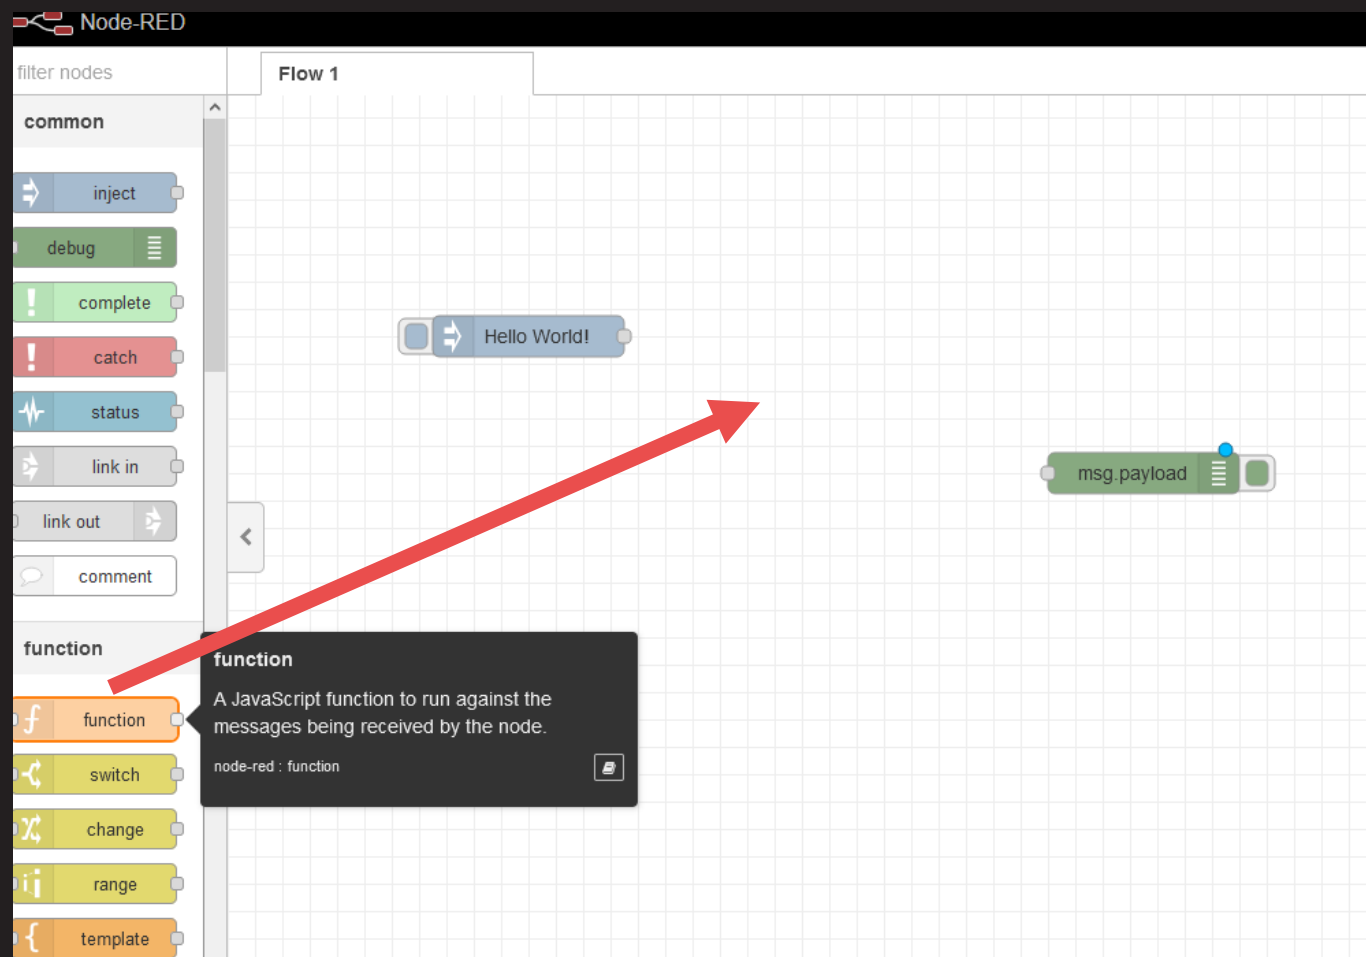 Node-RED
filter nodes
Flow 1
common
inject
debug
complete
catch
status
link in
link out
comment
function
function
switch
change
range
template
Hello World!
msg.payload
function
A JavaScript function to run against the
messages being received by the node.
node-red : function